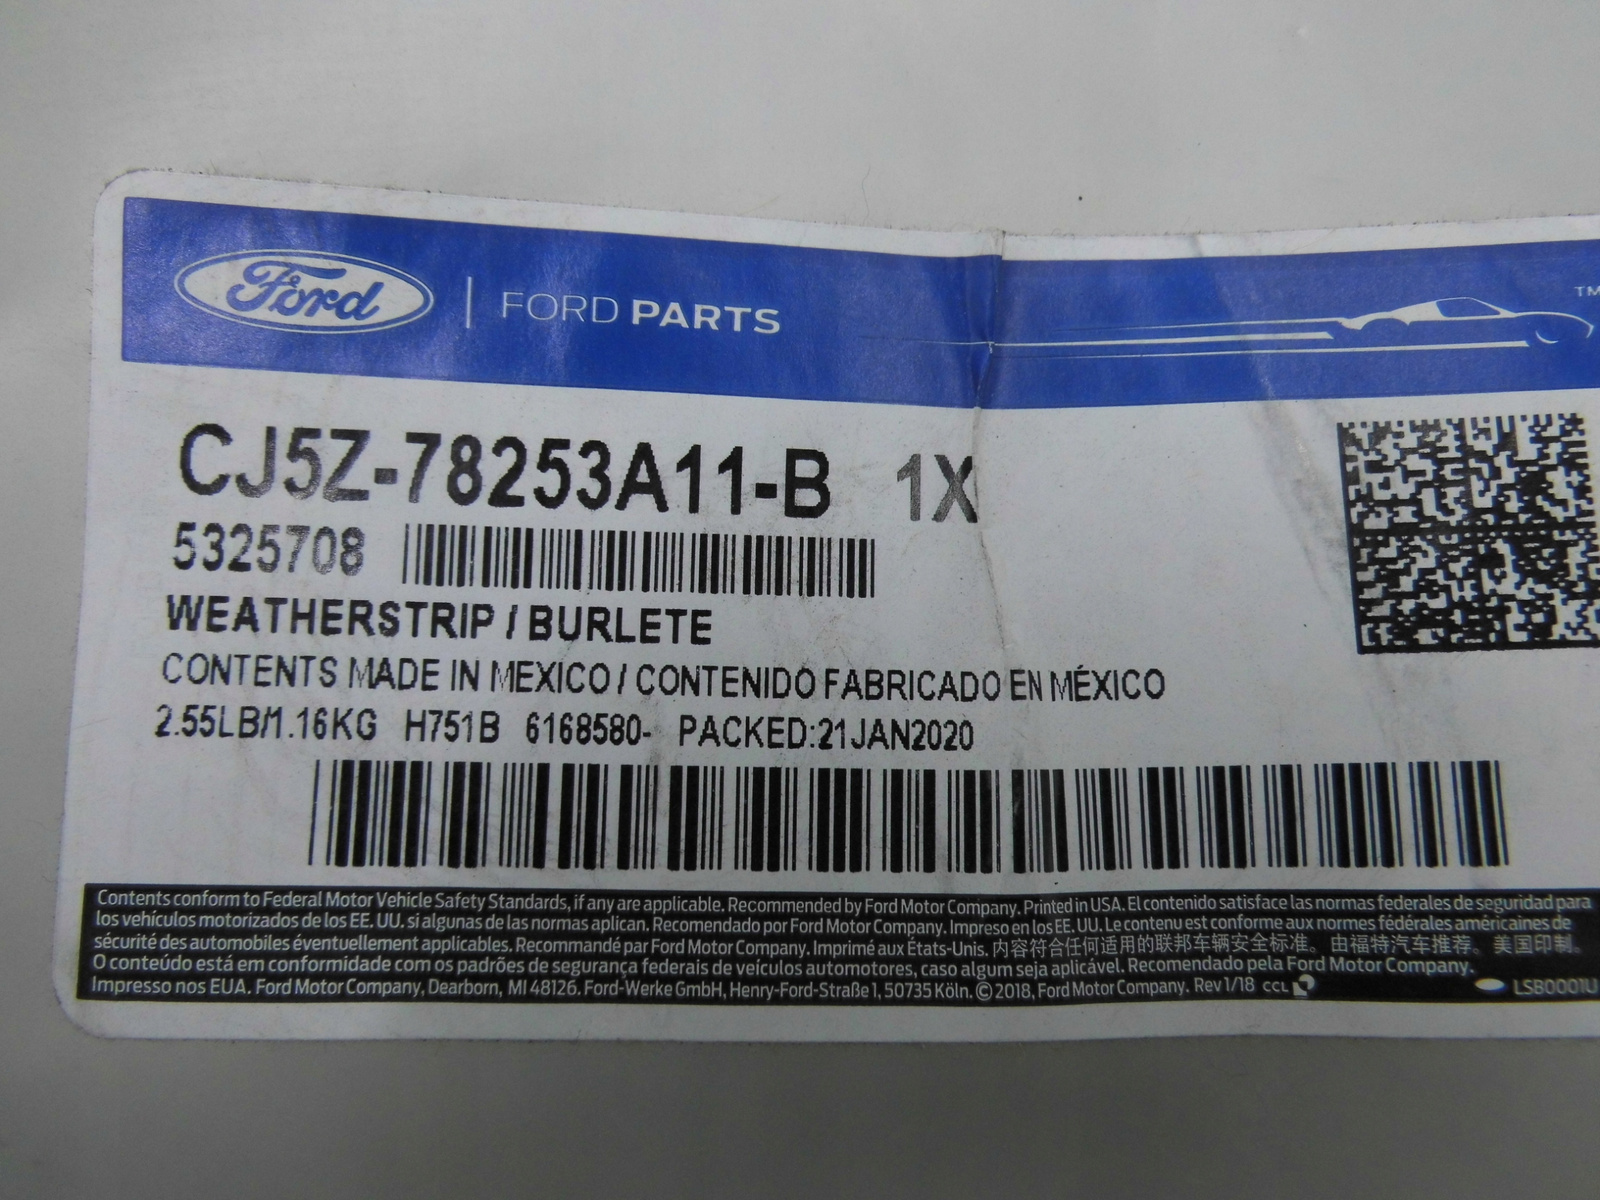 Ford | FORD PARTS
TM
CJ5Z-78253A11-B 1X
5325708
WEATHERSTRIP / BURLETE
CONTENTS MADE IN MEXICO / CONTENIDO FABRICADO EN MÉXICO
2.55LB/1.16KG H751B 6168580- PACKED:21JAN2020
Contents conform to Federal Motor Vehicle Safety Standards, if any are applicable. Recommended by Ford Motor Company. Printed in USA. El contenido satisface las normas federales de seguridad para
los vehículos motorizados de los EE. UU. si algunas de las normas aplican. Recomendado por Ford Motor Company. Impreso en los EE. UU. Le contenu est conforme aux normes fédérales américaines de
sécurité des automobiles éventuellement applicables. Recommandé par Ford Motor Company. Imprimé aux États-Unis. 内容符合任何适用的联邦车辆安全标准。由福特汽车推荐。美国印制。
O conteúdo está em conformidade com os padrões de segurança federais de veículos automotores, caso algum seja aplicável. Recomendado pela Ford Motor Company.
Impresso nos EUA. Ford Motor Company, Dearborn, MI 48126. Ford-Werke GmbH, Henry-Ford-Straße 1, 50735 Köln. © 2018, Ford Motor Company. Rev 1/18 CCL LSB0001U